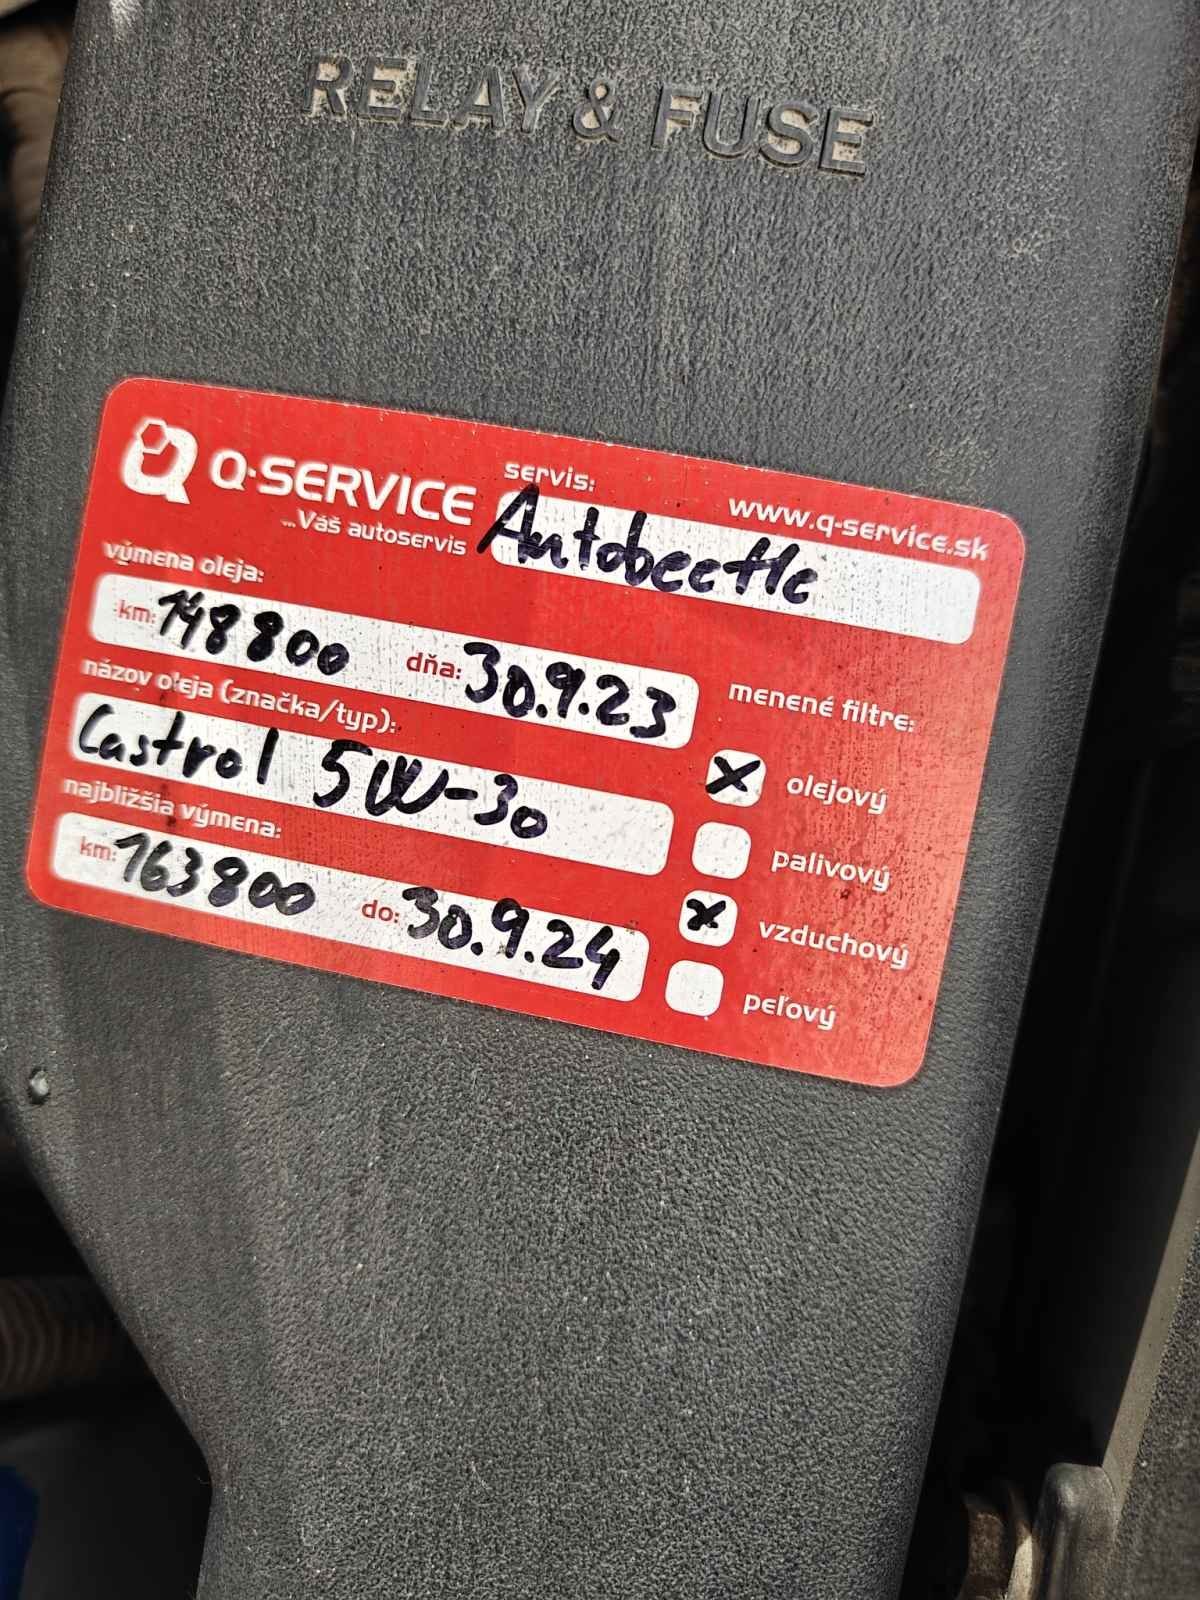 RELAY & FUSE
Q-SERVICE
...Váš autoservis
servis:
www.q-service.sk
Autobeetle
výmena oleja:
km: 148800 dňa: 30.9.23
názov oleja (značka/typ):
Castrol 5W-30
najbližšia výmena:
km: 163800 do: 30.9.24
menené filtre:
x olejový
palivový
x vzduchový
peľový